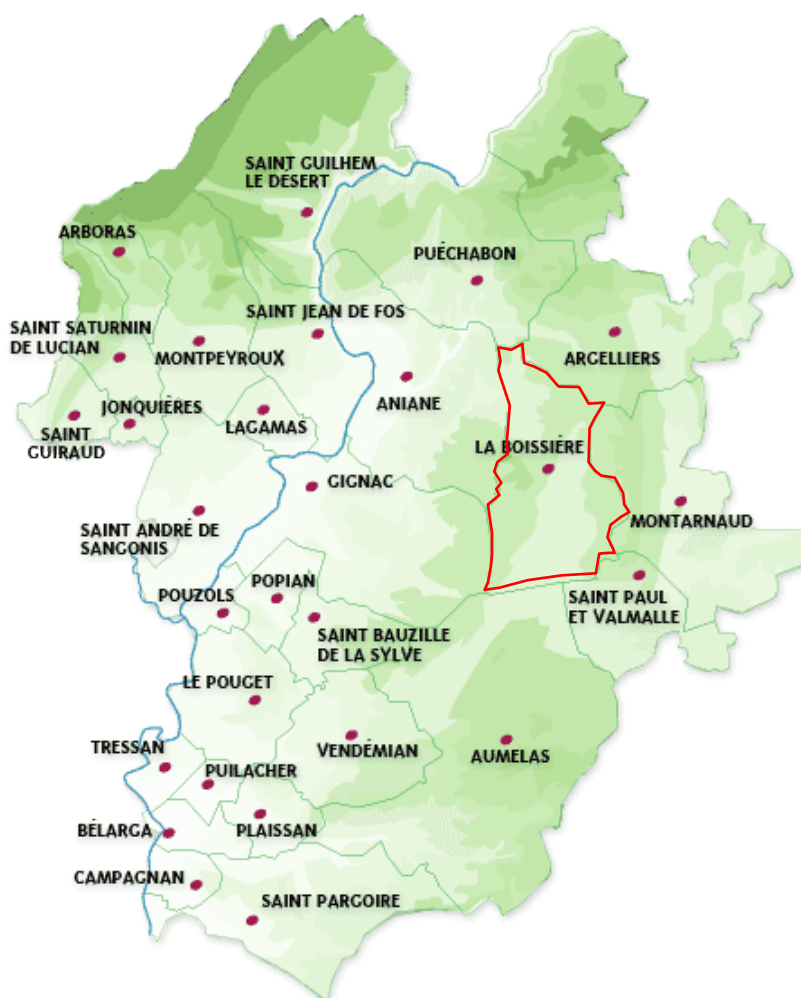 SAINT GUILHEM
LE DÉSERT
ARBORAS
PUÉCHABON
SAINT JEAN DE FOS
SAINT SATURNIN
DE LUCIAN
MONTPEYROUX
ARGELLIERS
ANIANE
JONQUIÈRES
LAGAMAS
SAINT
GUIRAUD
LA BOISSIÈRE
GIGNAC
MONTARNAUD
SAINT ANDRÉ DE
SANGONIS
POPIAN
POUZOLS
SAINT PAUL
ET VALMALLE
SAINT BAUZILLE
DE LA SYLVE
LE POUGET
TRESSAN
VENDÉMIAN
AUMELAS
PUILACHER
BÉLARGA
PLAISSAN
CAMPAGNAN
SAINT PARGOIRE